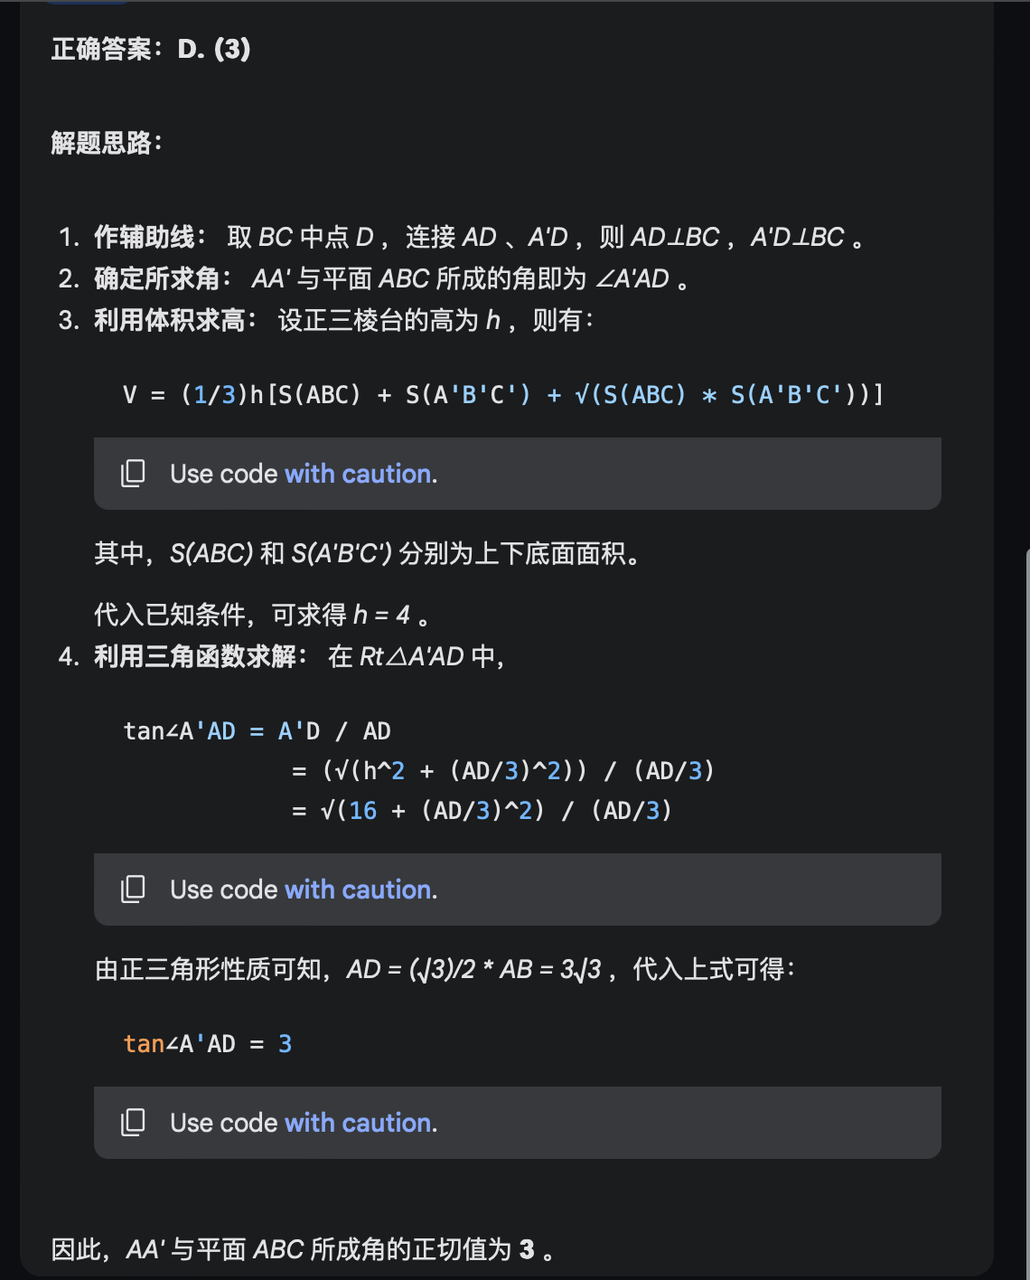 正确答案：D. (3)
解题思路：
1. 作辅助线： 取 BC 中点 D ，连接 AD 、A'D ，则 AD⊥BC ，A'D⊥BC 。
2. 确定所求角： AA' 与平面 ABC 所成的角即为 ∠A'AD 。
3. 利用体积求高： 设正三棱台的高为 h ，则有：
V = (1/3)h[S(ABC) + S(A'B'C') + √(S(ABC) * S(A'B'C'))]
Use code with caution.
其中，S(ABC) 和 S(A'B'C') 分别为上下底面面积。
代入已知条件，可求得 h = 4 。
4. 利用三角函数求解： 在 Rt△A'AD 中，
tan∠A'AD = A'D / AD
= (√(h^2 + (AD/3)^2)) / (AD/3)
= √(16 + (AD/3)^2) / (AD/3)
Use code with caution.
由正三角形性质可知，AD = (√3)/2 * AB = 3√3 ，代入上式可得：
tan∠A'AD = 3
Use code with caution.
因此，AA' 与平面 ABC 所成角的正切值为 3 。